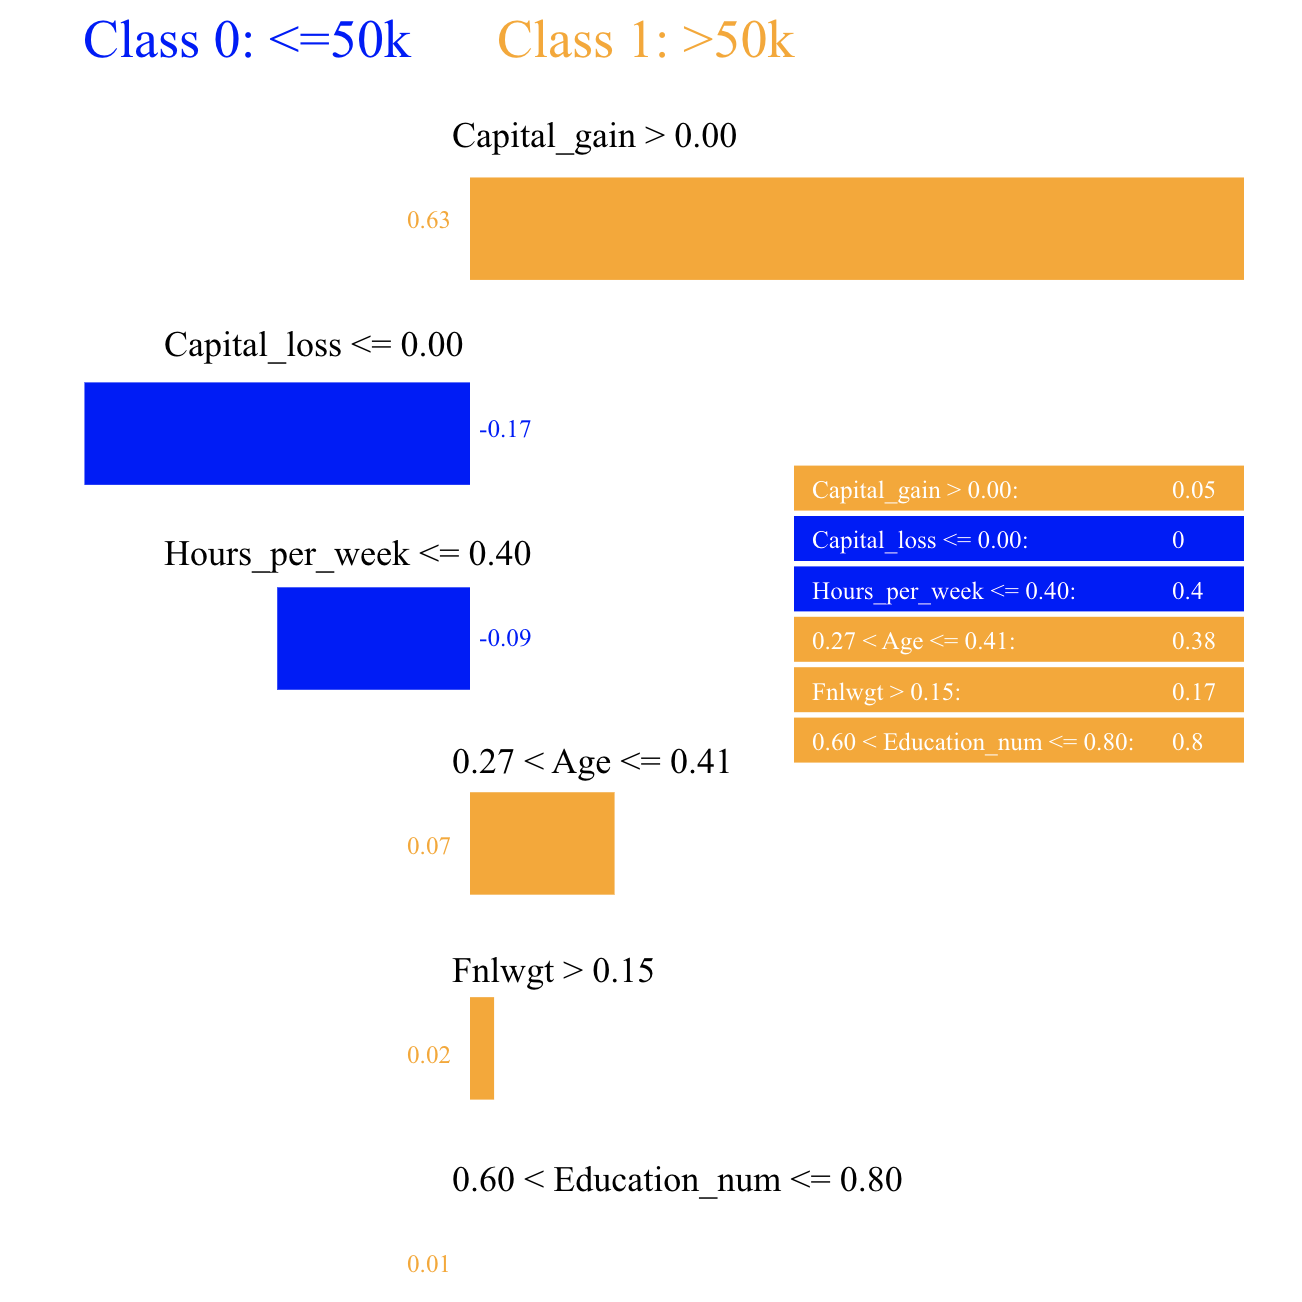 Class 0: <=50k Class 1: >50k
Capital_gain > 0.00
0.63
Capital_loss <= 0.00
-0.17
Hours_per_week <= 0.40
-0.09
0.27 < Age <= 0.41
0.07
Fnlwgt > 0.15
0.02
0.60 < Education_num <= 0.80
0.01
Capital_gain > 0.00: 0.05
Capital_loss <= 0.00: 0
Hours_per_week <= 0.40: 0.4
0.27 < Age <= 0.41: 0.38
Fnlwgt > 0.15: 0.17
0.60 < Education_num <= 0.80: 0.8